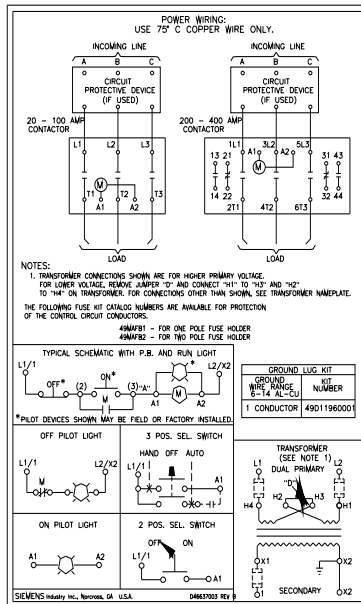 POWER WIRING:
USE 75° C COPPER WIRE ONLY.
INCOMING LINE
A B C
CIRCUIT
PROTECTIVE DEVICE
(IF USED)
20 - 100 AMP
CONTACTOR
L1 L2 L3
M
T1 T2 T3
A1 A2
LOAD
INCOMING LINE
A B C
CIRCUIT
PROTECTIVE DEVICE
(IF USED)
200 - 400 AMP
CONTACTOR
1L1 3L2 5L3
A1 A2
13 21 31 43
M
14 22 32 44
2T1 4T2 6T3
LOAD
NOTES:
1. TRANSFORMER CONNECTIONS SHOWN ARE FOR HIGHER PRIMARY VOLTAGE.
FOR LOWER VOLTAGE, REMOVE JUMPER "D" AND CONNECT "H1" TO "H3" AND "H2"
TO "H4" ON TRANSFORMER. FOR CONNECTIONS OTHER THAN SHOWN, SEE TRANSFORMER NAMEPLATE.
THE FOLLOWING FUSE KIT CATALOG NUMBERS ARE AVAILABLE FOR PROTECTION
OF THE CONTROL CIRCUIT CONDUCTORS.
49MAFB1 - FOR ONE POLE FUSE HOLDER
49MAFB2 - FOR TWO POLE FUSE HOLDER
TYPICAL SCHEMATIC WITH P.B. AND RUN LIGHT
L1/1 L2/X2
OFF* (2) ON* (3) "A"
M
M
A1 A2
*PILOT DEVICES SHOWN MAY BE FIELD OR FACTORY INSTALLED.
GROUND LUG KIT
GROUND WIRE RANGE 6-14 AL-CU
KIT NUMBER
1 CONDUCTOR 49D11960001
OFF PILOT LIGHT
L1/1 L2/X2
M
3 POS. SEL. SWITCH
HAND OFF AUTO
L1/1
A1
TRANSFORMER
(SEE NOTE 1)
DUAL PRIMARY
L1 L2
"D"
H4 H2 H3 H1
X1 X2
SECONDARY
X2
ON PILOT LIGHT
A1 A2
2 POS. SEL. SWITCH
OFF ON
L1/1
A1
SIEMENS Industry Inc., Norcross, GA U.S.A. D46637003 REV B